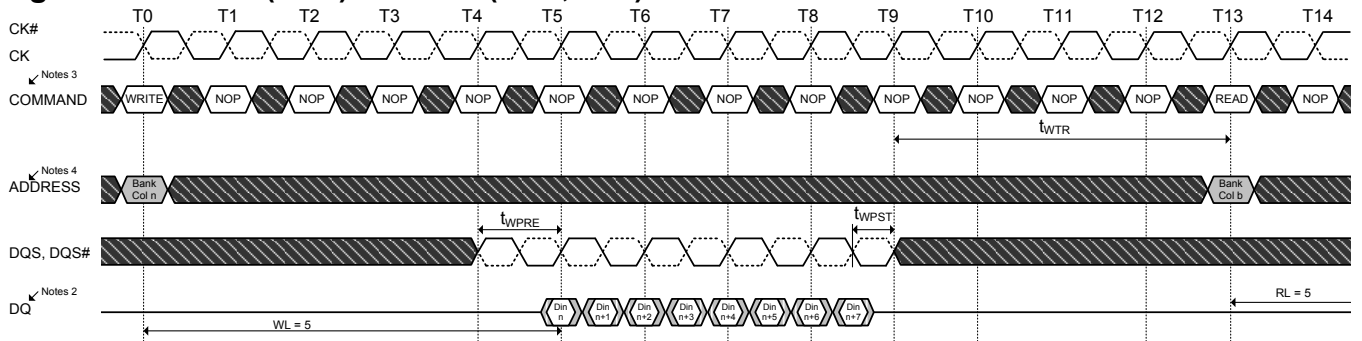 T0 T1 T2 T3 T4 T5 T6 T7 T8 T9 T10 T11 T12 T13 T14
CK#
CK
Notes 3
COMMAND WRITE NOP NOP NOP NOP NOP NOP NOP NOP NOP NOP NOP NOP READ NOP
tWTR
Notes 4
ADDRESS
Bank Bank
Col n Col b
tWPRE tWPST
DQS, DQS#
Notes 2
DQ
Din Din Din Din Din Din Din Din
n n+1 n+2 n+3 n+4 n+5 n+6 n+7
RL = 5
WL = 5